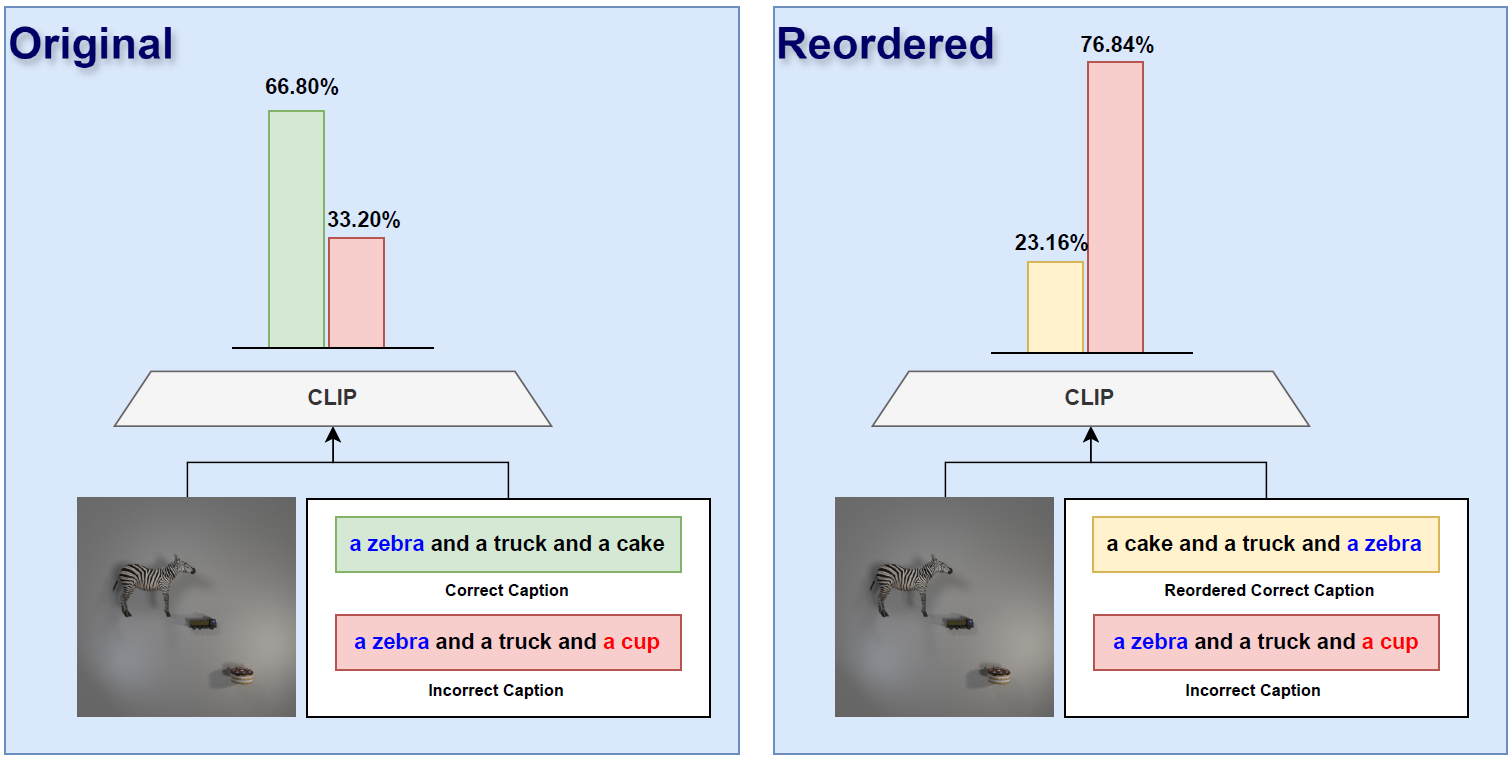 Original
66.80%
33.20%
CLIP
a zebra and a truck and a cake
Correct Caption
a zebra and a truck and a cup
Incorrect Caption
Reordered
76.84%
23.16%
CLIP
a cake and a truck and a zebra
Reordered Correct Caption
a zebra and a truck and a cup
Incorrect Caption